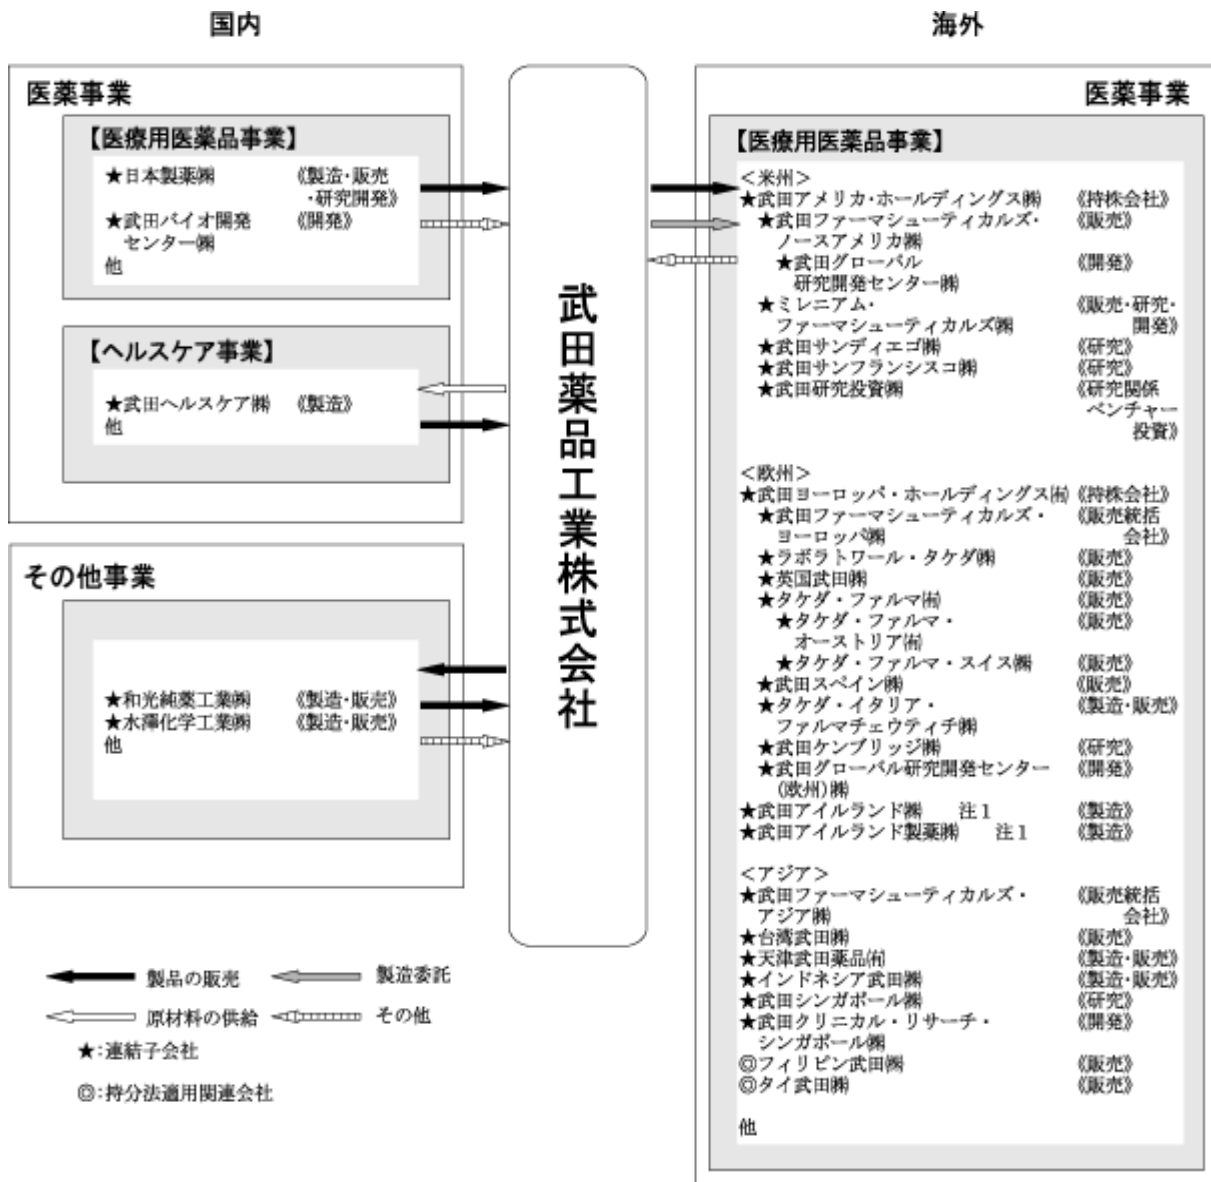 国内
海外
医薬事業
【医療用医薬品事業】
★日本製薬㈱ 《製造・販売
・研究開発》
★武田バイオ開発 《開発》
センター㈱
他
【ヘルスケア事業】
★武田ヘルスケア㈱ 《製造》
他
その他事業
★和光純薬工業㈱ 《製造・販売》
★水澤化学工業㈱ 《製造・販売》
他
武田薬品工業株式会社
医薬事業
【医療用医薬品事業】
<米州>
★武田アメリカ・ホールディングス㈱ 《持株会社》
★武田ファーマシューティカルズ・ 《販売》
ノースアメリカ㈱
★武田グローバル 《開発》
研究開発センター㈱
★ミレニアム・ 《販売・研究・
ファーマシューティカルズ㈱ 開発》
★武田サンディエゴ㈱ 《研究》
★武田サンフランシスコ㈱ 《研究》
★武田研究投資㈱ 《研究関係
ベンチャー
投資》
<欧州>
★武田ヨーロッパ・ホールディングス㈲ 《持株会社》
★武田ファーマシューティカルズ・ 《販売統括
ヨーロッパ㈱ 会社》
★ラボラトワール・タケダ㈱ 《販売》
★英国武田㈱ 《販売》
★タケダ・ファルマ㈲ 《販売》
★タケダ・ファルマ・ 《販売》
オーストリア㈲
★タケダ・ファルマ・スイス㈱ 《販売》
★武田スペイン㈱ 《販売》
★タケダ・イタリア・ 《製造・販売》
ファルマチェウティチ㈱
★武田ケンブリッジ㈱ 《研究》
★武田グローバル研究開発センター 《開発》
(欧州)㈱
★武田アイルランド㈱ 注1 《製造》
★武田アイルランド製薬㈱ 注1 《製造》
<アジア>
★武田ファーマシューティカルズ・ 《販売統括
アジア㈱ 会社》
★台湾武田㈱ 《販売》
★天津武田薬品㈲ 《製造・販売》
★インドネシア武田㈱ 《製造・販売》
★武田シンガポール㈱ 《研究》
★武田クリニカル・リサーチ・ 《開発》
シンガポール㈱
◎フィリピン武田㈱ 《販売》
◎タイ武田㈱ 《販売》
他
製品の販売 製造委託
原材料の供給 その他
★:連結子会社
◎:持分法適用関連会社